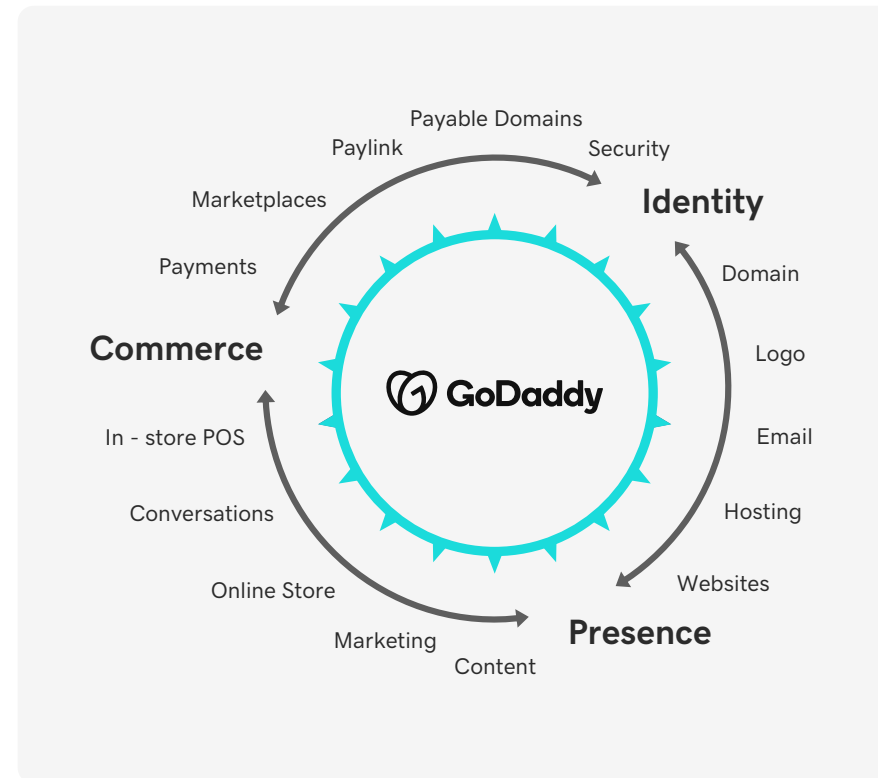 Payable Domains
Paylink
Security
Identity
Marketplaces
Payments
Domain
Commerce
Logo
GoDaddy
In - store POS
Email
Conversations
Hosting
Online Store
Websites
Presence
Marketing
Content